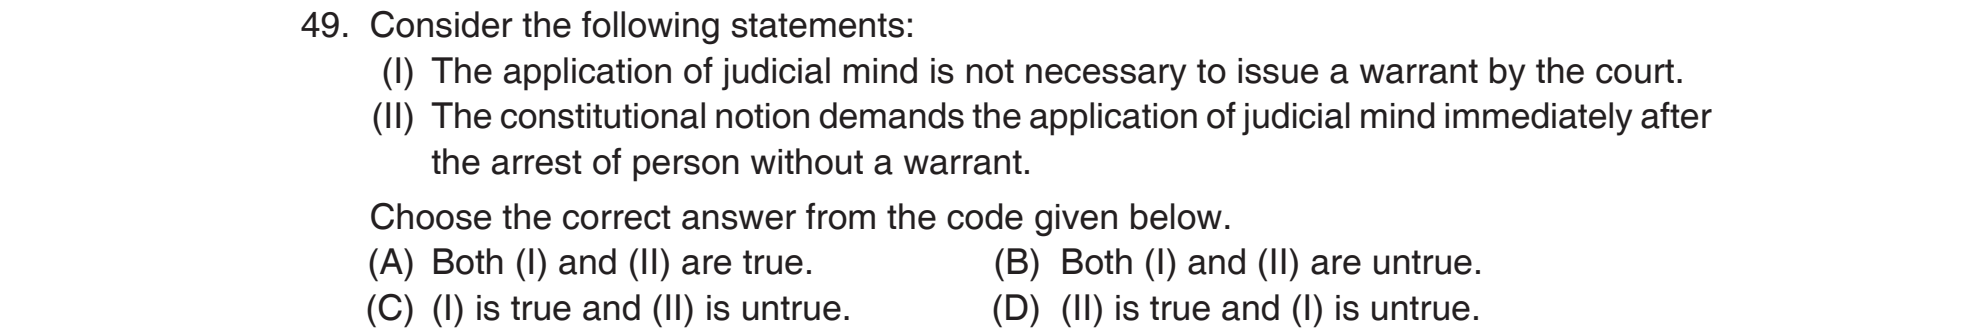 49. Consider the following statements:
(I) The application of judicial mind is not necessary to issue a warrant by the court.
(II) The constitutional notion demands the application of judicial mind immediately after
the arrest of person without a warrant.
Choose the correct answer from the code given below.
(A) Both (I) and (II) are true. (B) Both (I) and (II) are untrue.
(C) (I) is true and (II) is untrue. (D) (II) is true and (I) is untrue.